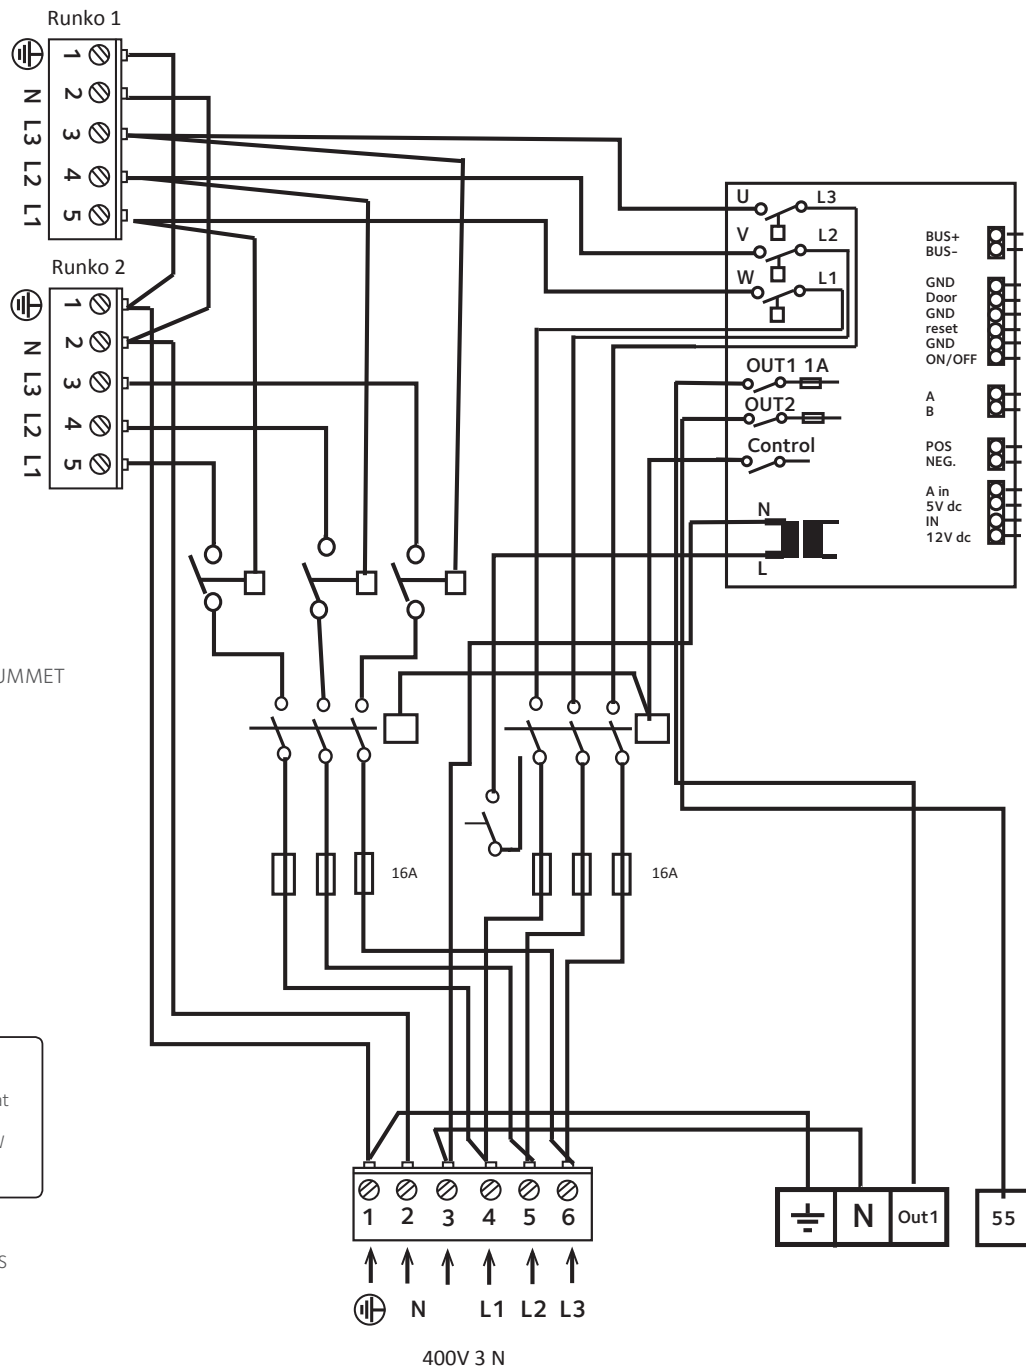 Runko 1
1
N 2
L3 3
L2 4
L1 5
Runko 2
1
N 2
L3 3
L2 4
L1 5
U L3
V L2
W L1
OUT1 1A
OUT2
Control
N
L
BUS+
BUS-
GND
Door
GND
reset
GND
ON/OFF
A
B
POS
NEG.
A in
5V dc
IN
12V dc
UMMET
16A
16A
nt
S
1 2 3 4 5 6
N L1 L2 L3
400V 3 N
N Out1
55